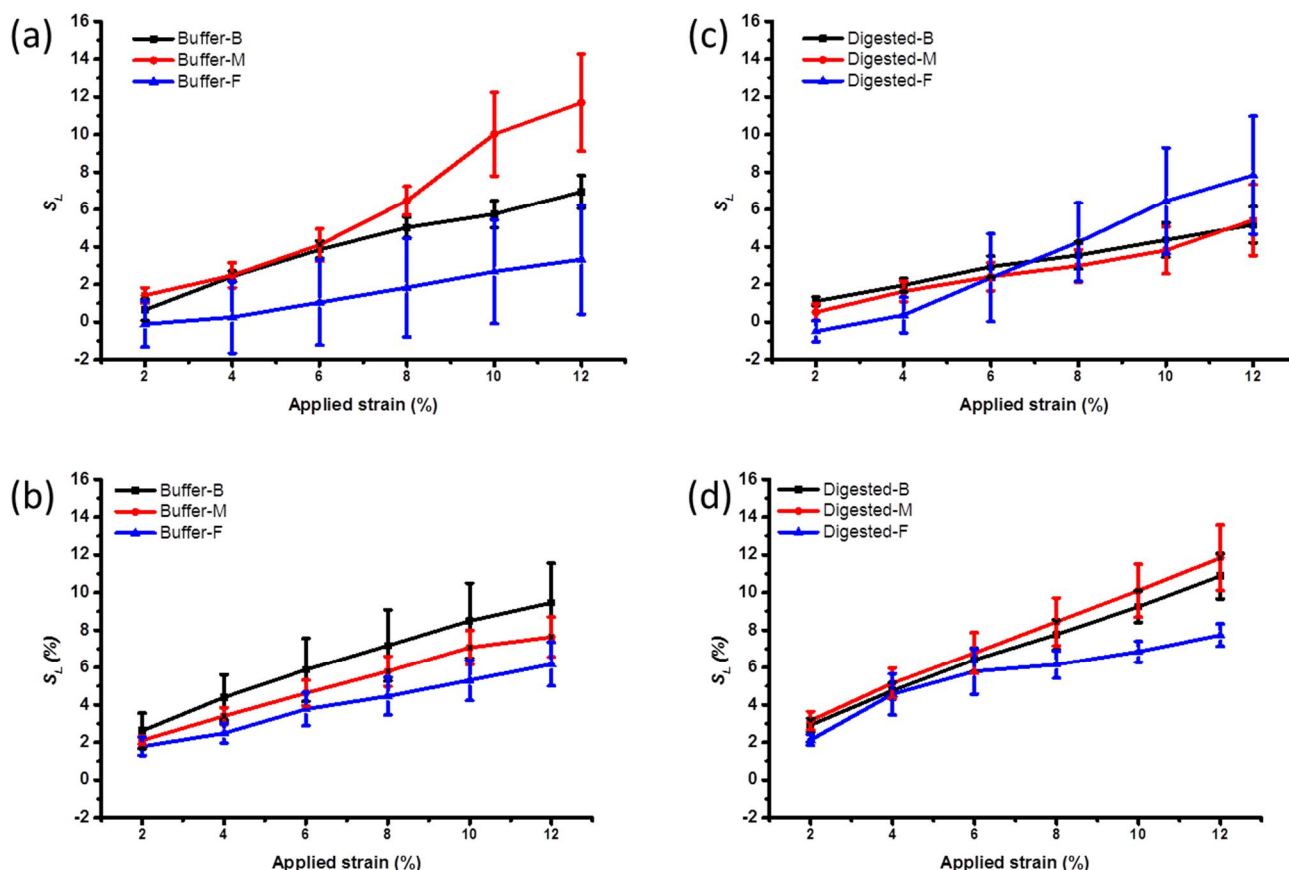 (a)
Buffer-B
Buffer-M
Buffer-F
16
14
12
10
8
6
4
2
0
-2
S_L
2 4 6 8 10 12
Applied strain (%)
(c)
Digested-B
Digested-M
Digested-F
16
14
12
10
8
6
4
2
0
-2
S_L
2 4 6 8 10 12
Applied strain (%)
(b)
Buffer-B
Buffer-M
Buffer-F
16
14
12
10
8
6
4
2
0
-2
S_L (%)
2 4 6 8 10 12
Applied strain (%)
(d)
Digested-B
Digested-M
Digested-F
16
14
12
10
8
6
4
2
0
-2
S_L (%)
2 4 6 8 10 12
Applied strain (%)